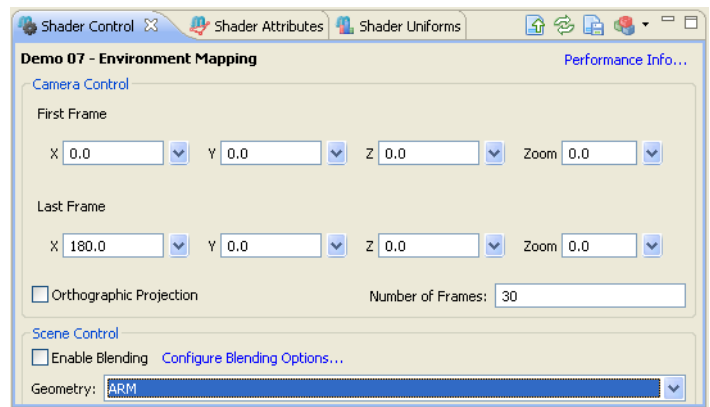 Shader Control Shader Attributes Shader Uniforms
Demo 07 - Environment Mapping Performance Info...
Camera Control
First Frame
X 0.0 Y 0.0 Z 0.0 Zoom 0.0
Last Frame
X 180.0 Y 0.0 Z 0.0 Zoom 0.0
Orthographic Projection Number of Frames: 30
Scene Control
Enable Blending Configure Blending Options...
Geometry: ARM